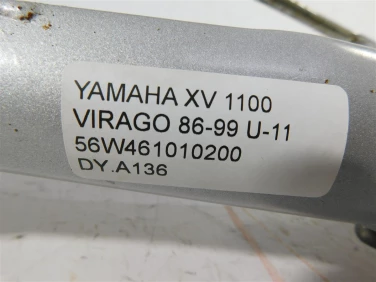 YAMAHA XV 1100
VIRAGO 86-99 U-11
56W461010200
DY.A136